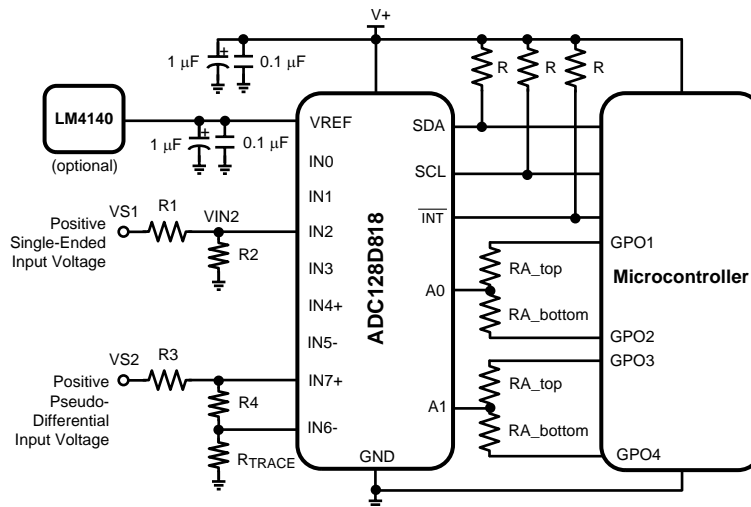 V+
1 μF
+
0.1 μF
R
R
R
LM4140
(optional)
1 μF
+
0.1 μF
VREF
IN0
IN1
IN2
IN3
IN4+
IN5-
IN7+
IN6-
GND
ADC128D818
SDA
SCL
INT
A0
A1
VS1
R1
VIN2
R2
Positive
Single-Ended
Input Voltage
VS2
R3
R4
RTRACE
Positive
Pseudo-
Differential
Input Voltage
GPO1
RA_top
RA_bottom
GPO2
GPO3
RA_top
RA_bottom
GPO4
Microcontroller